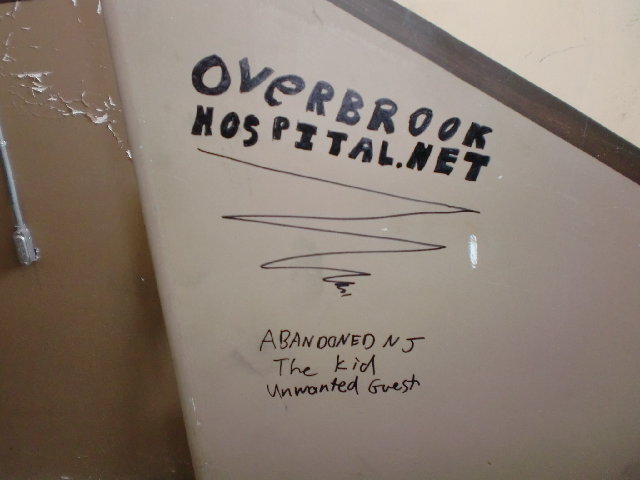 OVERBROOK
HOSPITAL.NET
ABANDONED NJ
The Kid
Unwanted Guest